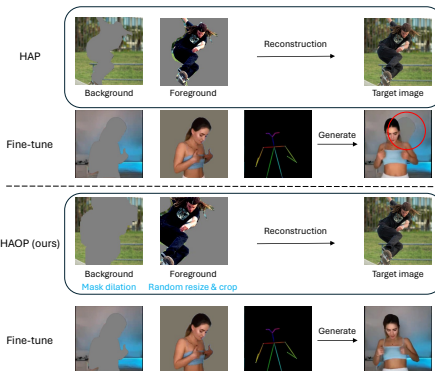 HAP
Reconstruction
Background
Foreground
Target image
Fine-tune
Generate
HAOP (ours)
Reconstruction
Background
Foreground
Target image
Mask dilation
Random resize & crop
Fine-tune
Generate